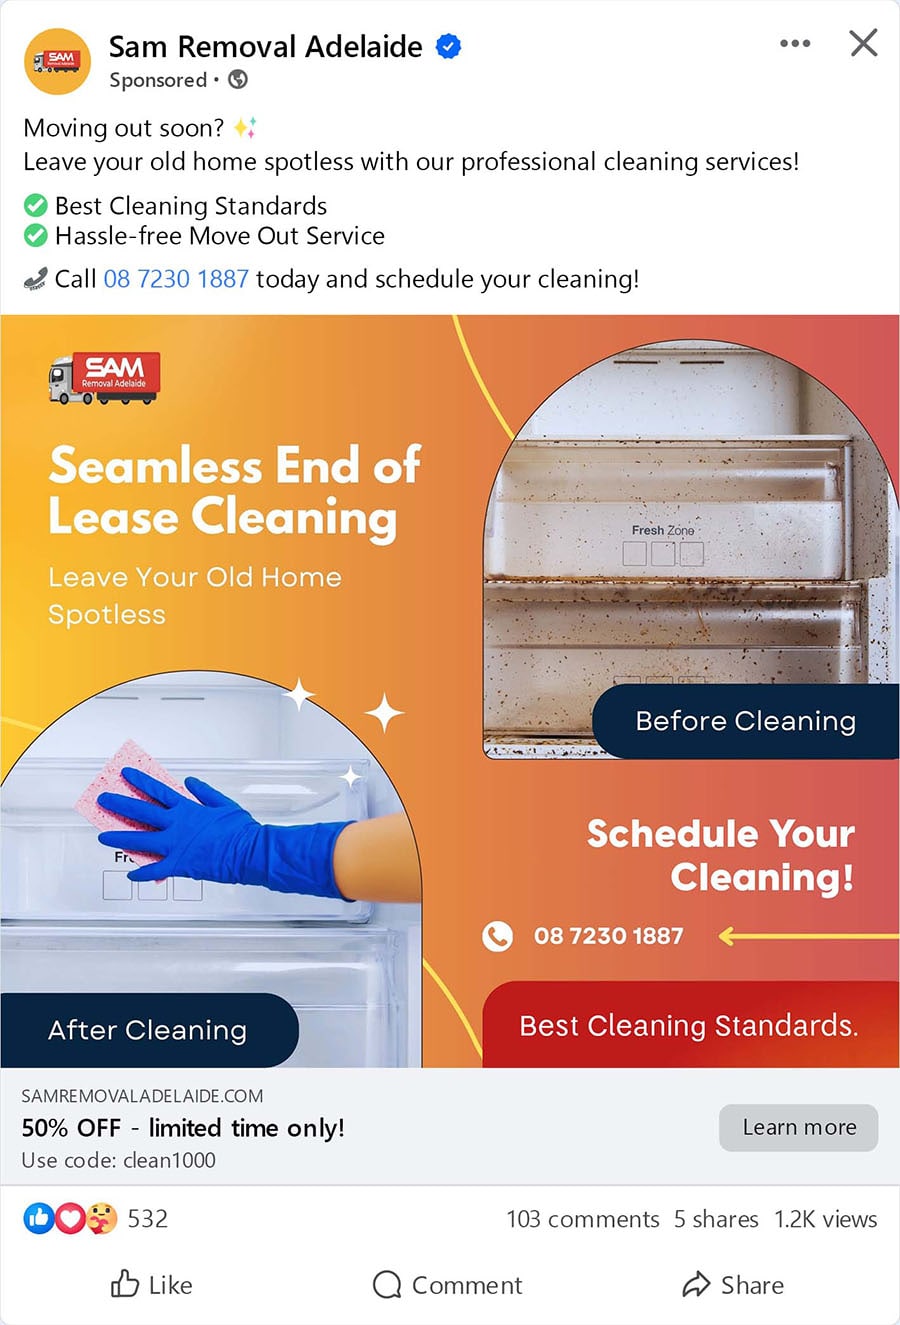 SAM
Removal Adelaide
Sam Removal Adelaide
Sponsored ·
Moving out soon? ✨
Leave your old home spotless with our professional cleaning services!
✅ Best Cleaning Standards
✅ Hassle-free Move Out Service
📞 Call 08 7230 1887 today and schedule your cleaning!
SAM
Removal Adelaide
Seamless End of
Lease Cleaning
Leave Your Old Home
Spotless
Fresh Zone
Before Cleaning
After Cleaning
Schedule Your
Cleaning!
08 7230 1887
Best Cleaning Standards.
SAMREMOVALADELAIDE.COM
50% OFF - limited time only!
Use code: clean1000
Learn more
532
103 comments 5 shares 1.2K views
Like Comment Share